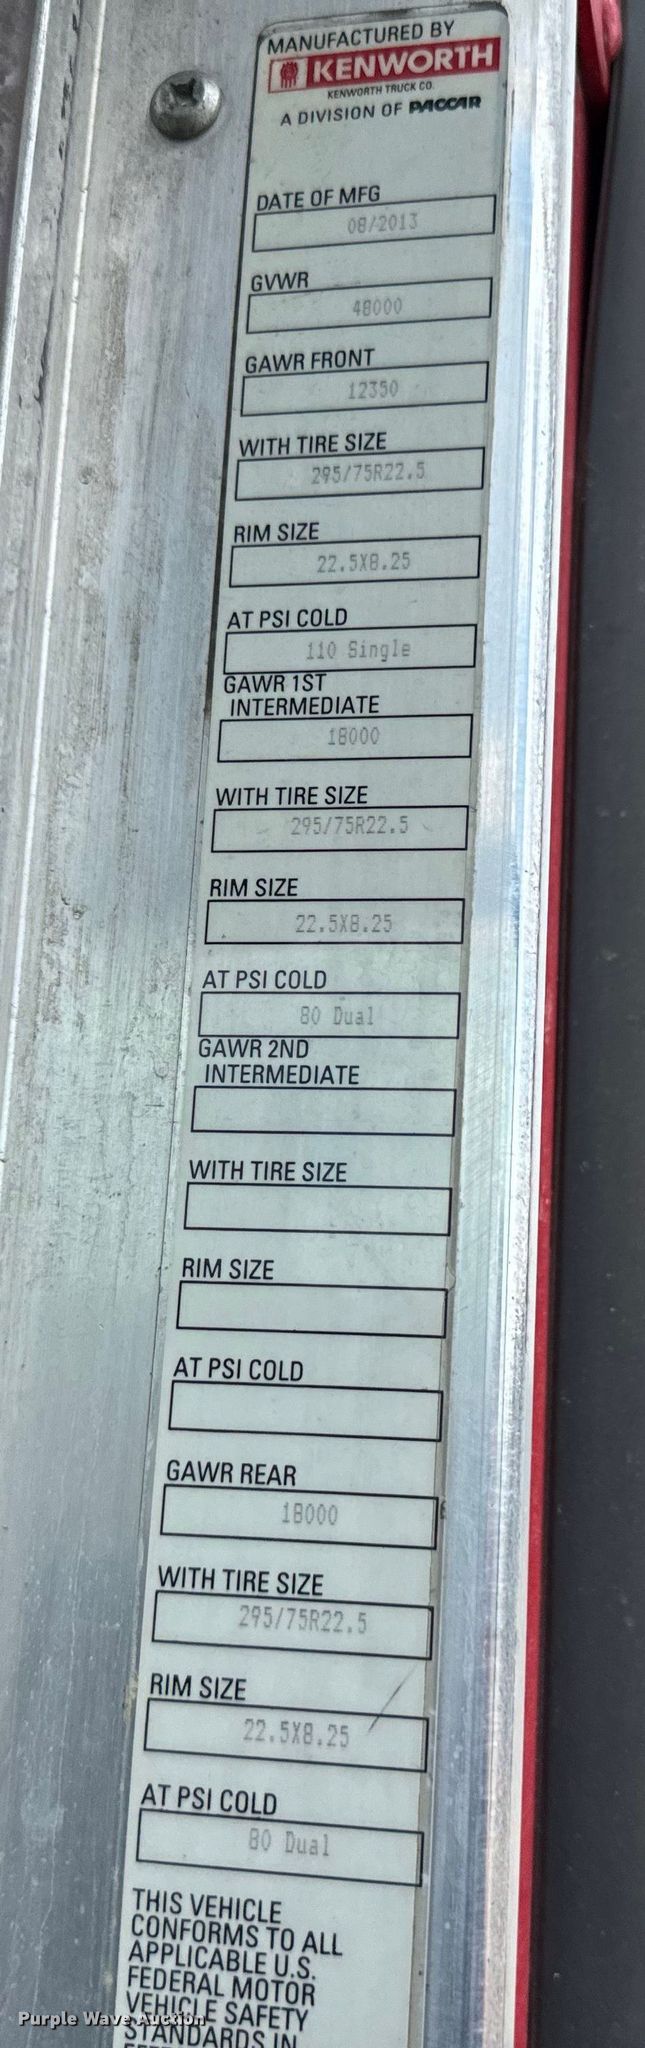 MANUFACTURED BY
KENWORTH
KENWORTH TRUCK CO.
A DIVISION OF PACCAR
DATE OF MFG
08/2013
GVWR
48000
GAWR FRONT
12350
WITH TIRE SIZE
295/75R22.5
RIM SIZE
22.5X8.25
AT PSI COLD
110 Single
GAWR 1ST
INTERMEDIATE
18000
WITH TIRE SIZE
295/75R22.5
RIM SIZE
22.5X8.25
AT PSI COLD
80 Dual
GAWR 2ND
INTERMEDIATE
WITH TIRE SIZE
RIM SIZE
AT PSI COLD
GAWR REAR
18000
WITH TIRE SIZE
295/75R22.5
RIM SIZE
22.5X8.25
AT PSI COLD
80 Dual
THIS VEHICLE
CONFORMS TO ALL
APPLICABLE U.S.
FEDERAL MOTOR
VEHICLE SAFETY
STANDARDS IN
Purple Wave Auction